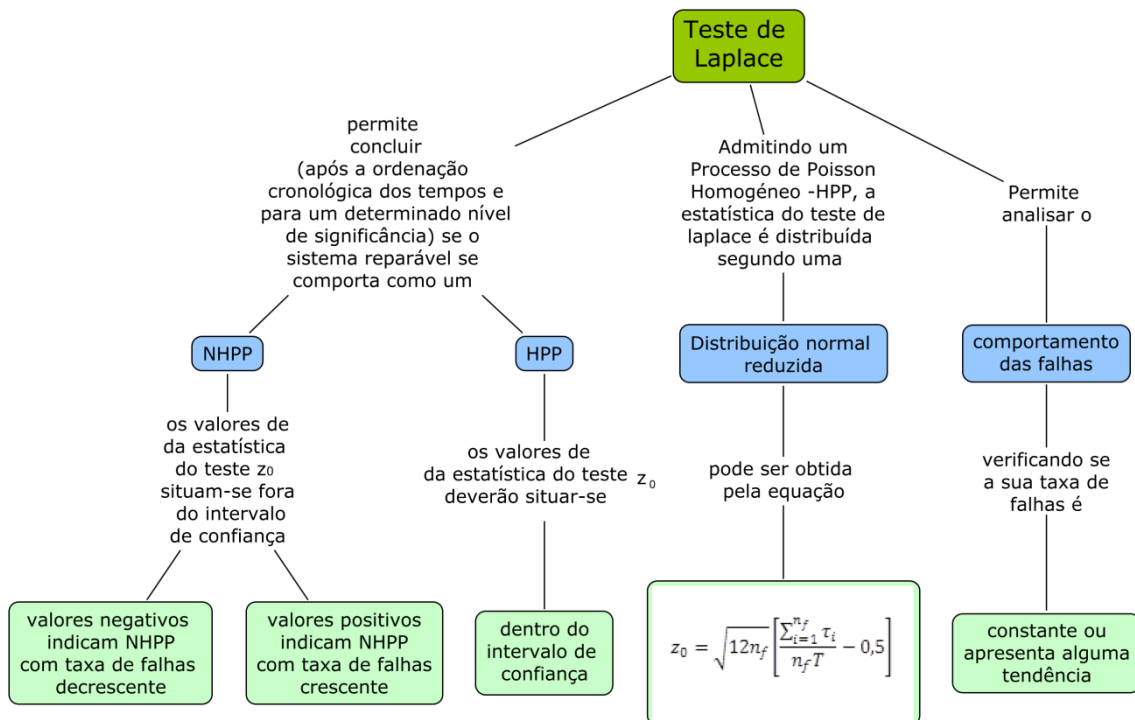 Teste de
Laplace
permite
concluir
(após a ordenação
cronológica dos tempos e
para um determinado nível
de significância) se o
sistema reparável se
comporta como um
NHPP
os valores de
da estatística
do teste z₀
situam-se fora
do intervalo
de confiança
valores negativos
indicam NHPP
com taxa de falhas
decrescente
valores positivos
indicam NHPP
com taxa de falhas
crescente
HPP
os valores de
da estatística do teste z₀
deverão situar-se
dentro do
intervalo de
confiança
Admitindo um
Processo de Poisson
Homogéneo -HPP, a
estatística do teste de
laplace é distribuída
segundo uma
Distribuição normal
reduzida
pode ser obtida
pela equação
z₀ = √12n_f [∑_{i=1}^{n_f} τ_i / n_f T − 0,5]
Permite
analisar o
comportamento
das falhas
verificando se
a sua taxa de
falhas é
constante ou
apresenta alguma
tendência